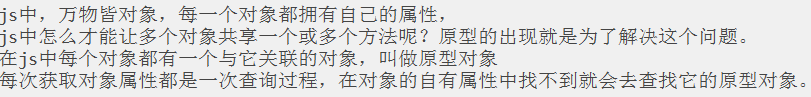 js中，万物皆对象，每一个对象都拥有自己的属性，
js中怎么才能让多个对象共享一个或多个方法呢？原型的出现就是为了解决这个问题。
在js中每个对象都有一个与它关联的对象，叫做原型对象
每次获取对象属性都是一次查询过程，在对象的自有属性中找不到就会去查找它的原型对象。